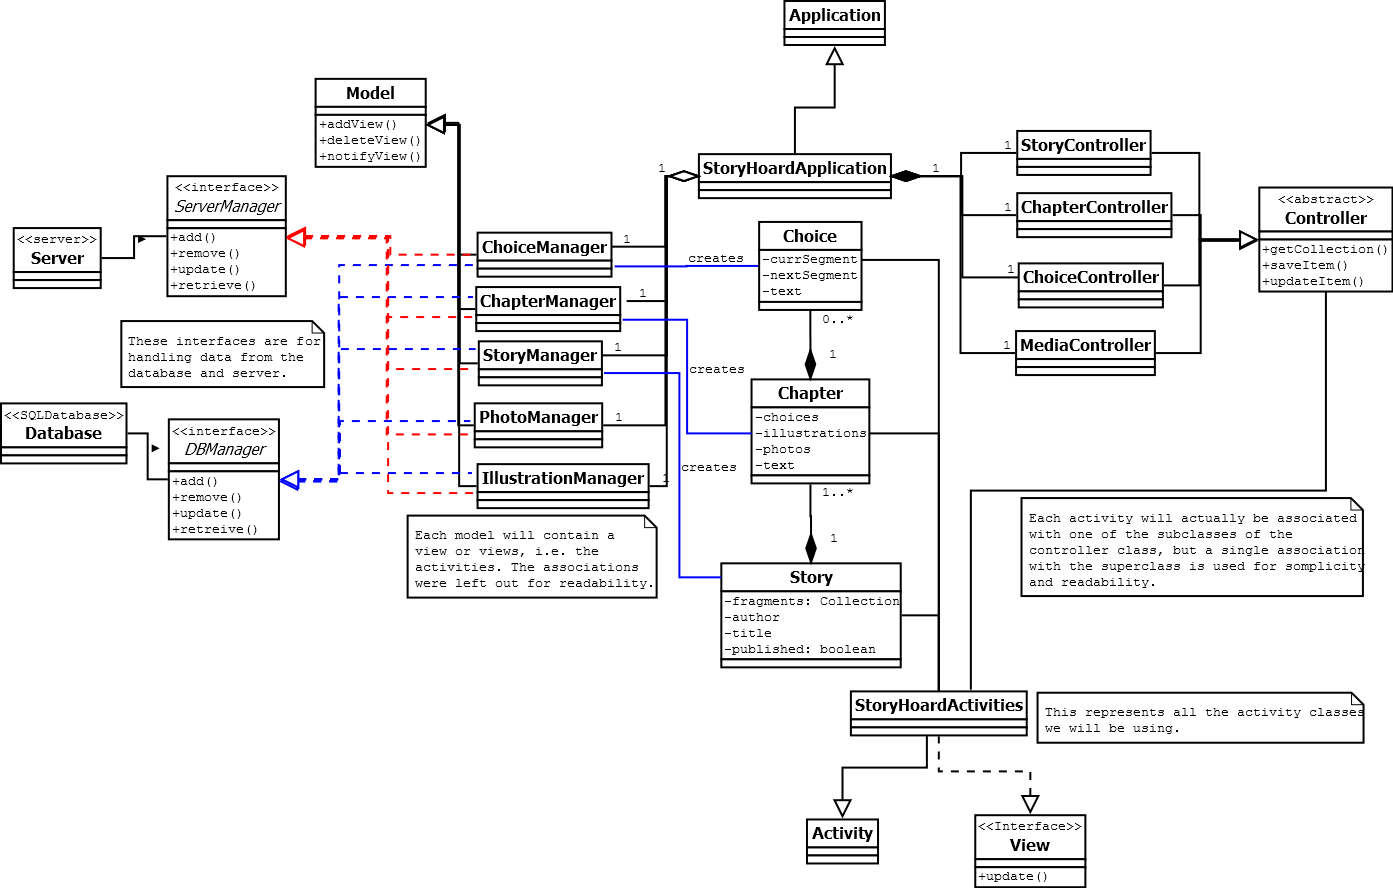 Application
Model
+addView()
+deleteView()
+notifyView()
StoryHoardApplication
1
1
<<interface>>
ServerManager
+add()
+remove()
+update()
+retrieve()
<<server>>
Server
1
StoryController
1
ChapterController
1
ChoiceController
1
MediaController
<<abstract>>
Controller
+getCollection()
+saveItem()
+updateItem()
ChoiceManager
1
ChapterManager
1
StoryManager
1
PhotoManager
1
IllustrationManager
1
creates
creates
creates
Choice
-currSegment
-nextSegment
-text
0..*
1
Chapter
-choices
-illustrations
-photos
-text
1..*
1
Story
-fragments: Collection
-author
-title
-published: boolean
These interfaces are for
handling data from the
database and server.
<<SQLDatabase>>
Database
<<interface>>
DBManager
+add()
+remove()
+update()
+retreive()
Each model will contain a
view or views, i.e. the
activities. The associations
were left out for readability.
Each activity will actually be associated
with one of the subclasses of the
controller class, but a single association
with the superclass is used for somplicity
and readability.
StoryHoardActivities
This represents all the activity classes
we will be using.
Activity
<<Interface>>
View
+update()